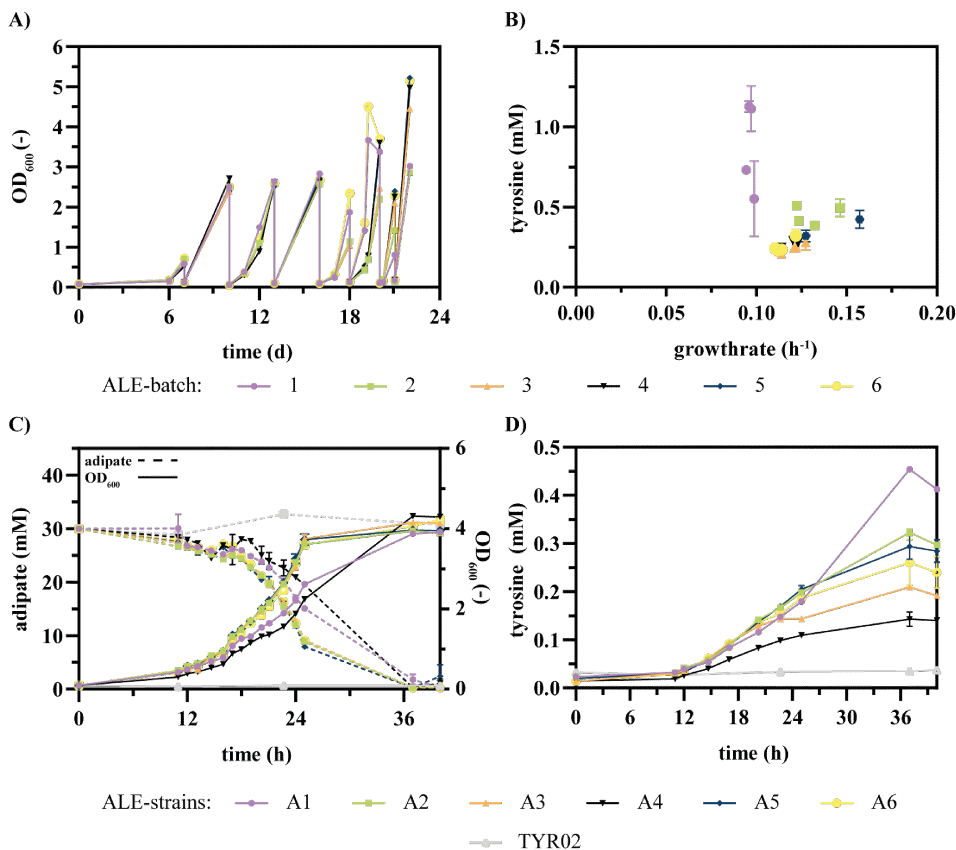 A)
B)
6
5
4
3
2
1
0
OD600 (-)
0 6 12 18 24
time (d)
1.5
1.0
0.5
0.0
tyrosine (mM)
0.00 0.05 0.10 0.15 0.20
growthrate (h-1)
ALE-batch: 1 2 3 4 5 6
C)
D)
adipate
OD600
40
30
20
10
0
adipate (mM)
6
4
2
0
OD600 (-)
0 12 24 36
time (h)
0.5
0.4
0.3
0.2
0.1
0.0
tyrosine (mM)
0 6 12 18 24 30 36
time (h)
ALE-strains: A1 A2 A3 A4 A5 A6
TYR02